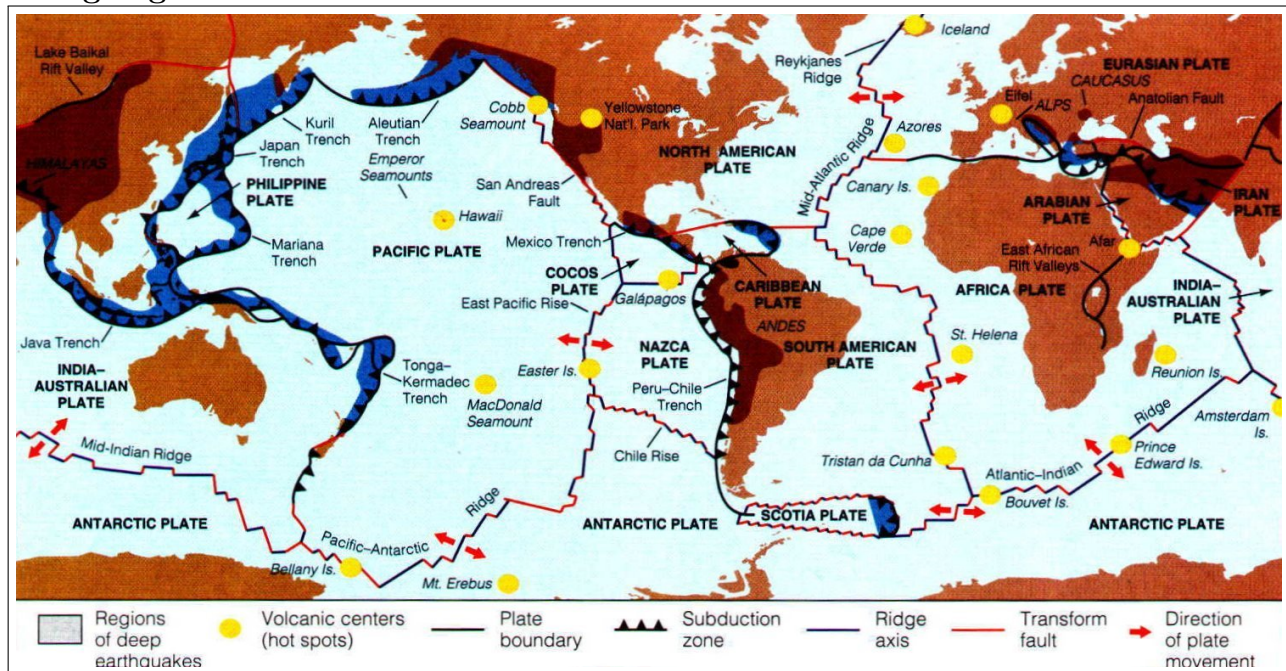 Lake Baikal
Rift Valley
HIMALAYAS
Kuril
Trench
Japan
Trench
PHILIPPINE
PLATE
Mariana
Trench
Java Trench
INDIA–
AUSTRALIAN
PLATE
Mid-Indian Ridge
ANTARCTIC PLATE
Aleutian
Trench
Emperor
Seamounts
Hawaii
PACIFIC PLATE
Tonga–
Kermadec
Trench
MacDonald
Seamount
Pacific–Antarctic
Ridge
Bellany Is.
Mt. Erebus
Cobb
Seamount
Yellowstone
Nat'l. Park
San Andreas
Fault
Mexico Trench
COCOS
PLATE
Galápagos
East Pacific Rise
Easter Is.
NAZCA
PLATE
Peru–Chile
Trench
Chile Rise
ANTARCTIC PLATE
NORTH AMERICAN
PLATE
CARIBBEAN
PLATE
ANDES
SOUTH AMERICAN
PLATE
SCOTIA PLATE
Reykjanes
Ridge
Iceland
Mid-Atlantic Ridge
Azores
Canary Is.
Cape
Verde
AFRICA PLATE
St. Helena
Tristan da Cunha
Atlantic–Indian
Ridge
Bouvet Is.
EURASIAN PLATE
CAUCASUS
Eifel
ALPS
Anatolian Fault
ARABIAN
PLATE
IRAN
PLATE
Afar
East African
Rift Valleys
INDIA–
AUSTRALIAN
PLATE
Reunion Is.
Amsterdam
Is.
Prince
Edward Is.
ANTARCTIC PLATE
Regions
of deep
earthquakes
Volcanic centers
(hot spots)
Plate
boundary
Subduction
zone
Ridge
axis
Transform
fault
Direction
of plate
movement